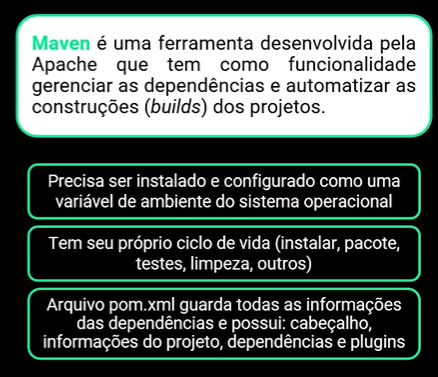 Maven é uma ferramenta desenvolvida pela
Apache que tem como funcionalidade
gerenciar as dependências e automatizar as
construções (builds) dos projetos.
Precisa ser instalado e configurado como uma
variável de ambiente do sistema operacional
Tem seu próprio ciclo de vida (instalar, pacote,
testes, limpeza, outros)
Arquivo pom.xml guarda todas as informações
das dependências e possui: cabeçalho,
informações do projeto, dependências e plugins